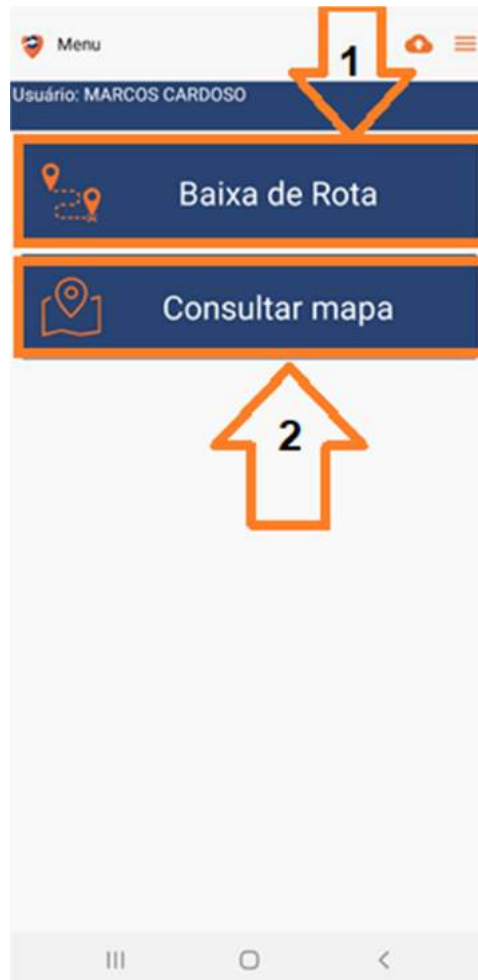 Menu
1
Usuário: MARCOS CARDOSO
Baixa de Rota
Consultar mapa
2